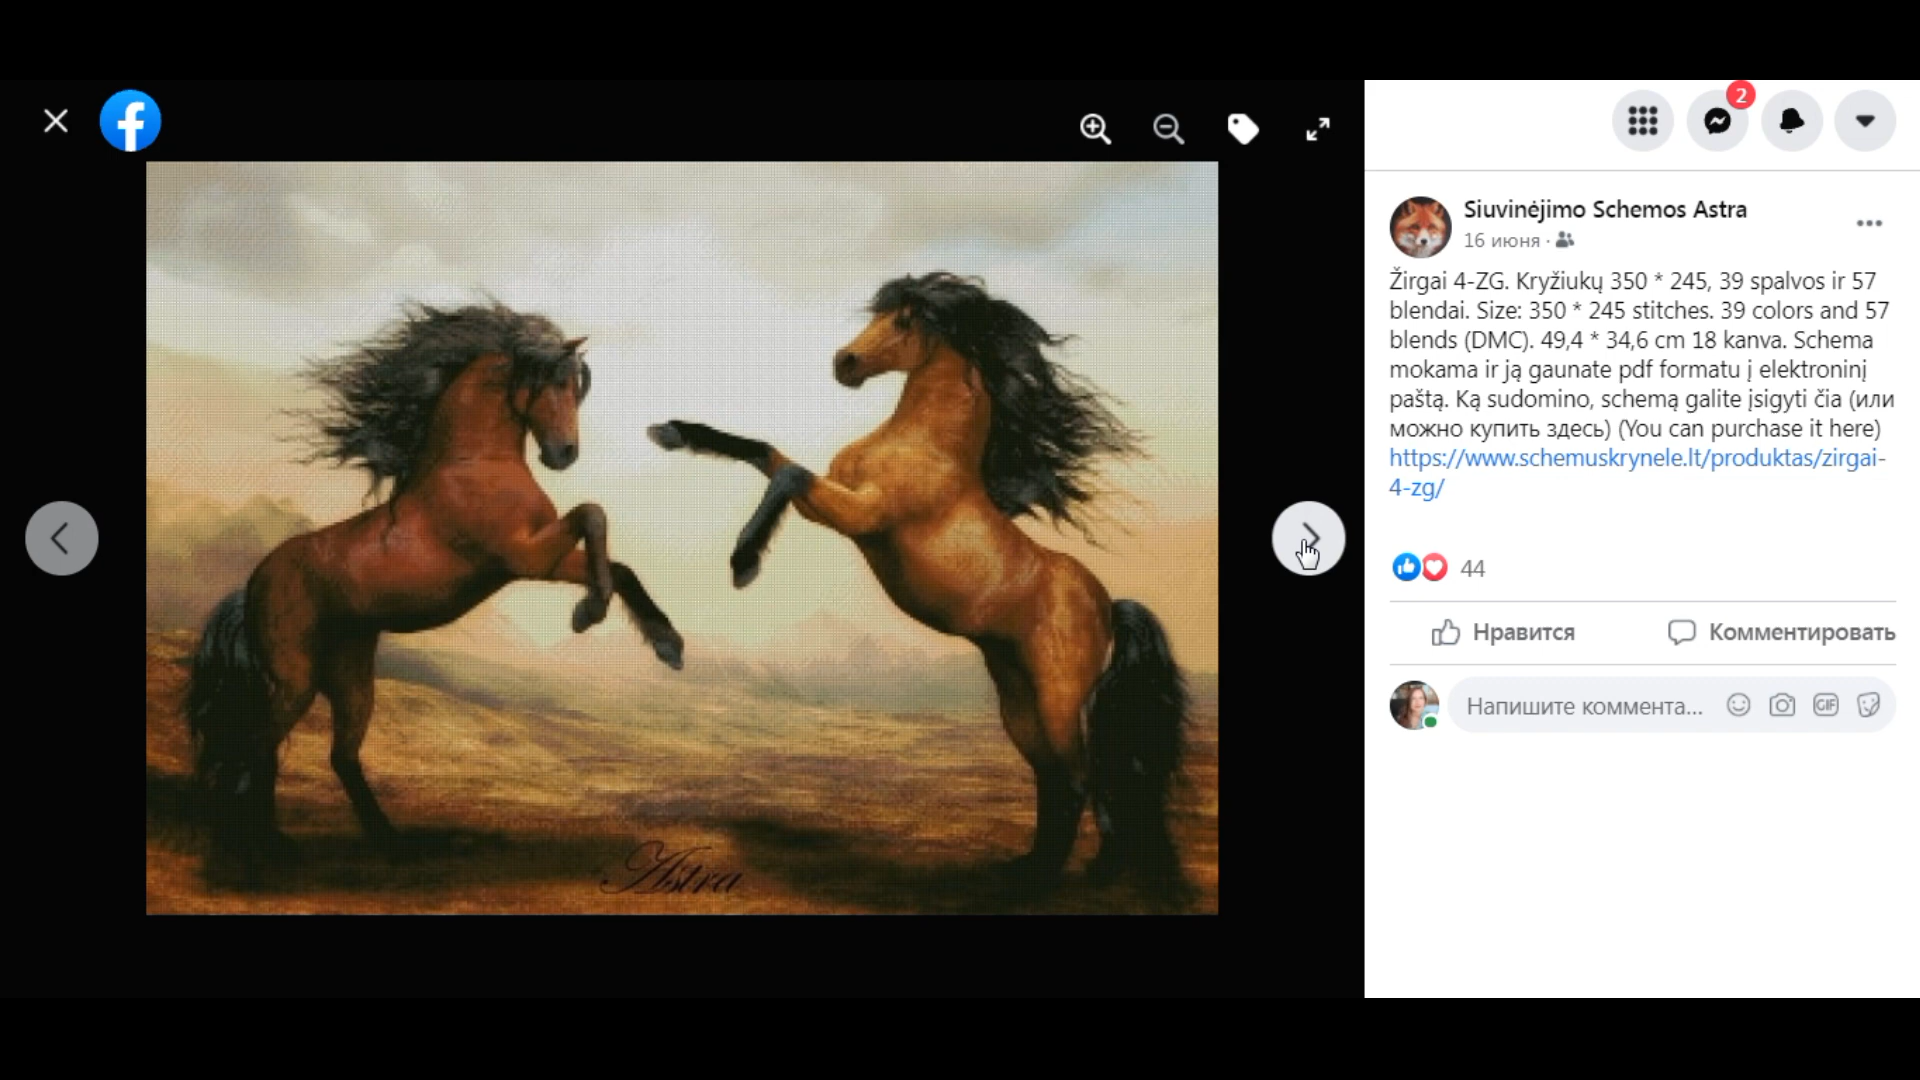 2
Siuvinėjimo Schemos Astra
16 июня ·
Žirgai 4-ZG. Kryžiukų 350 * 245, 39 spalvos ir 57
blendai. Size: 350 * 245 stitches. 39 colors and 57
blends (DMC). 49,4 * 34,6 cm 18 kanva. Schema
mokama ir ją gaunate pdf formatu į elektroninį
paštą. Ką sudomino, schemą galite įsigyti čia (или
можно купить здесь) (You can purchase it here)
https://www.schemuskrynele.lt/produktas/zirgai-
4-zg/
44
Нравится
Комментировать
Напишите коммента...
GIF
Astra